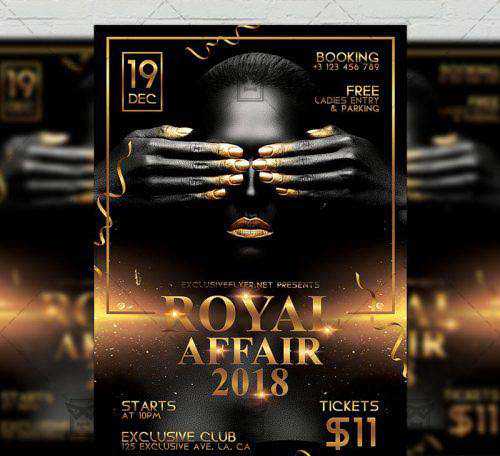 19
DEC
BOOKING
+3 123 456 789
FREE
LADIES ENTRY
& PARKING
EXCLUSIVEFLYER.NET PRESENTS
ROYAL
AFFAIR
2018
STARTS
AT 10PM
EXCLUSIVE CLUB
125 EXCLUSIVE AVE. LA. CA
TICKETS
$11